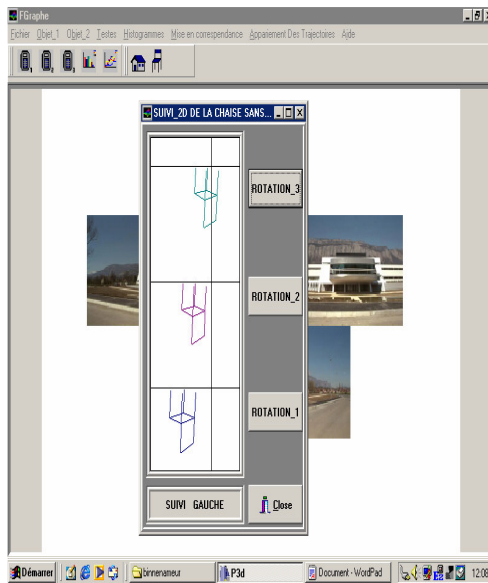 FGraphe
Fichier Objet_1 Objet_2 Testes Histogrammes Mise en correspondance Appariement Des Trajectoires Aide
SUIVI_2D DE LA CHAISE SANS...
ROTATION_3
ROTATION_2
ROTATION_1
SUIVI GAUCHE
Close
Démarrer
binnenameur
P3d
Document - WordPad
12:08